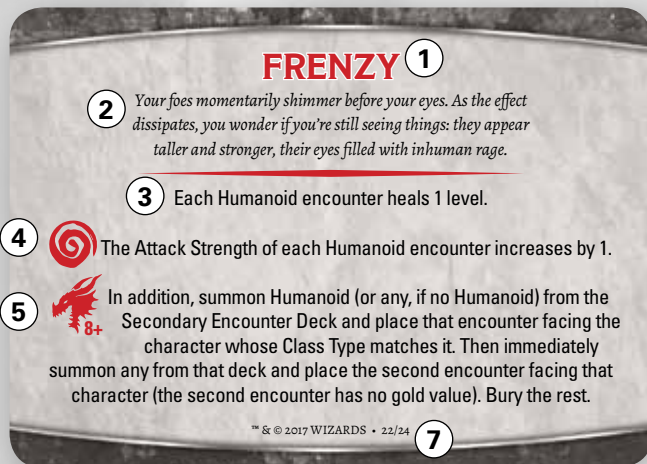 FRENZY 1
2 Your foes momentarily shimmer before your eyes. As the effect
dissipates, you wonder if you're still seeing things: they appear
taller and stronger, their eyes filled with inhuman rage.
3 Each Humanoid encounter heals 1 level.
4 The Attack Strength of each Humanoid encounter increases by 1.
5 8+ In addition, summon Humanoid (or any, if no Humanoid) from the
Secondary Encounter Deck and place that encounter facing the
character whose Class Type matches it. Then immediately
summon any from that deck and place the second encounter facing that
character (the second encounter has no gold value). Bury the rest.
™ & © 2017 WIZARDS • 22/24 7